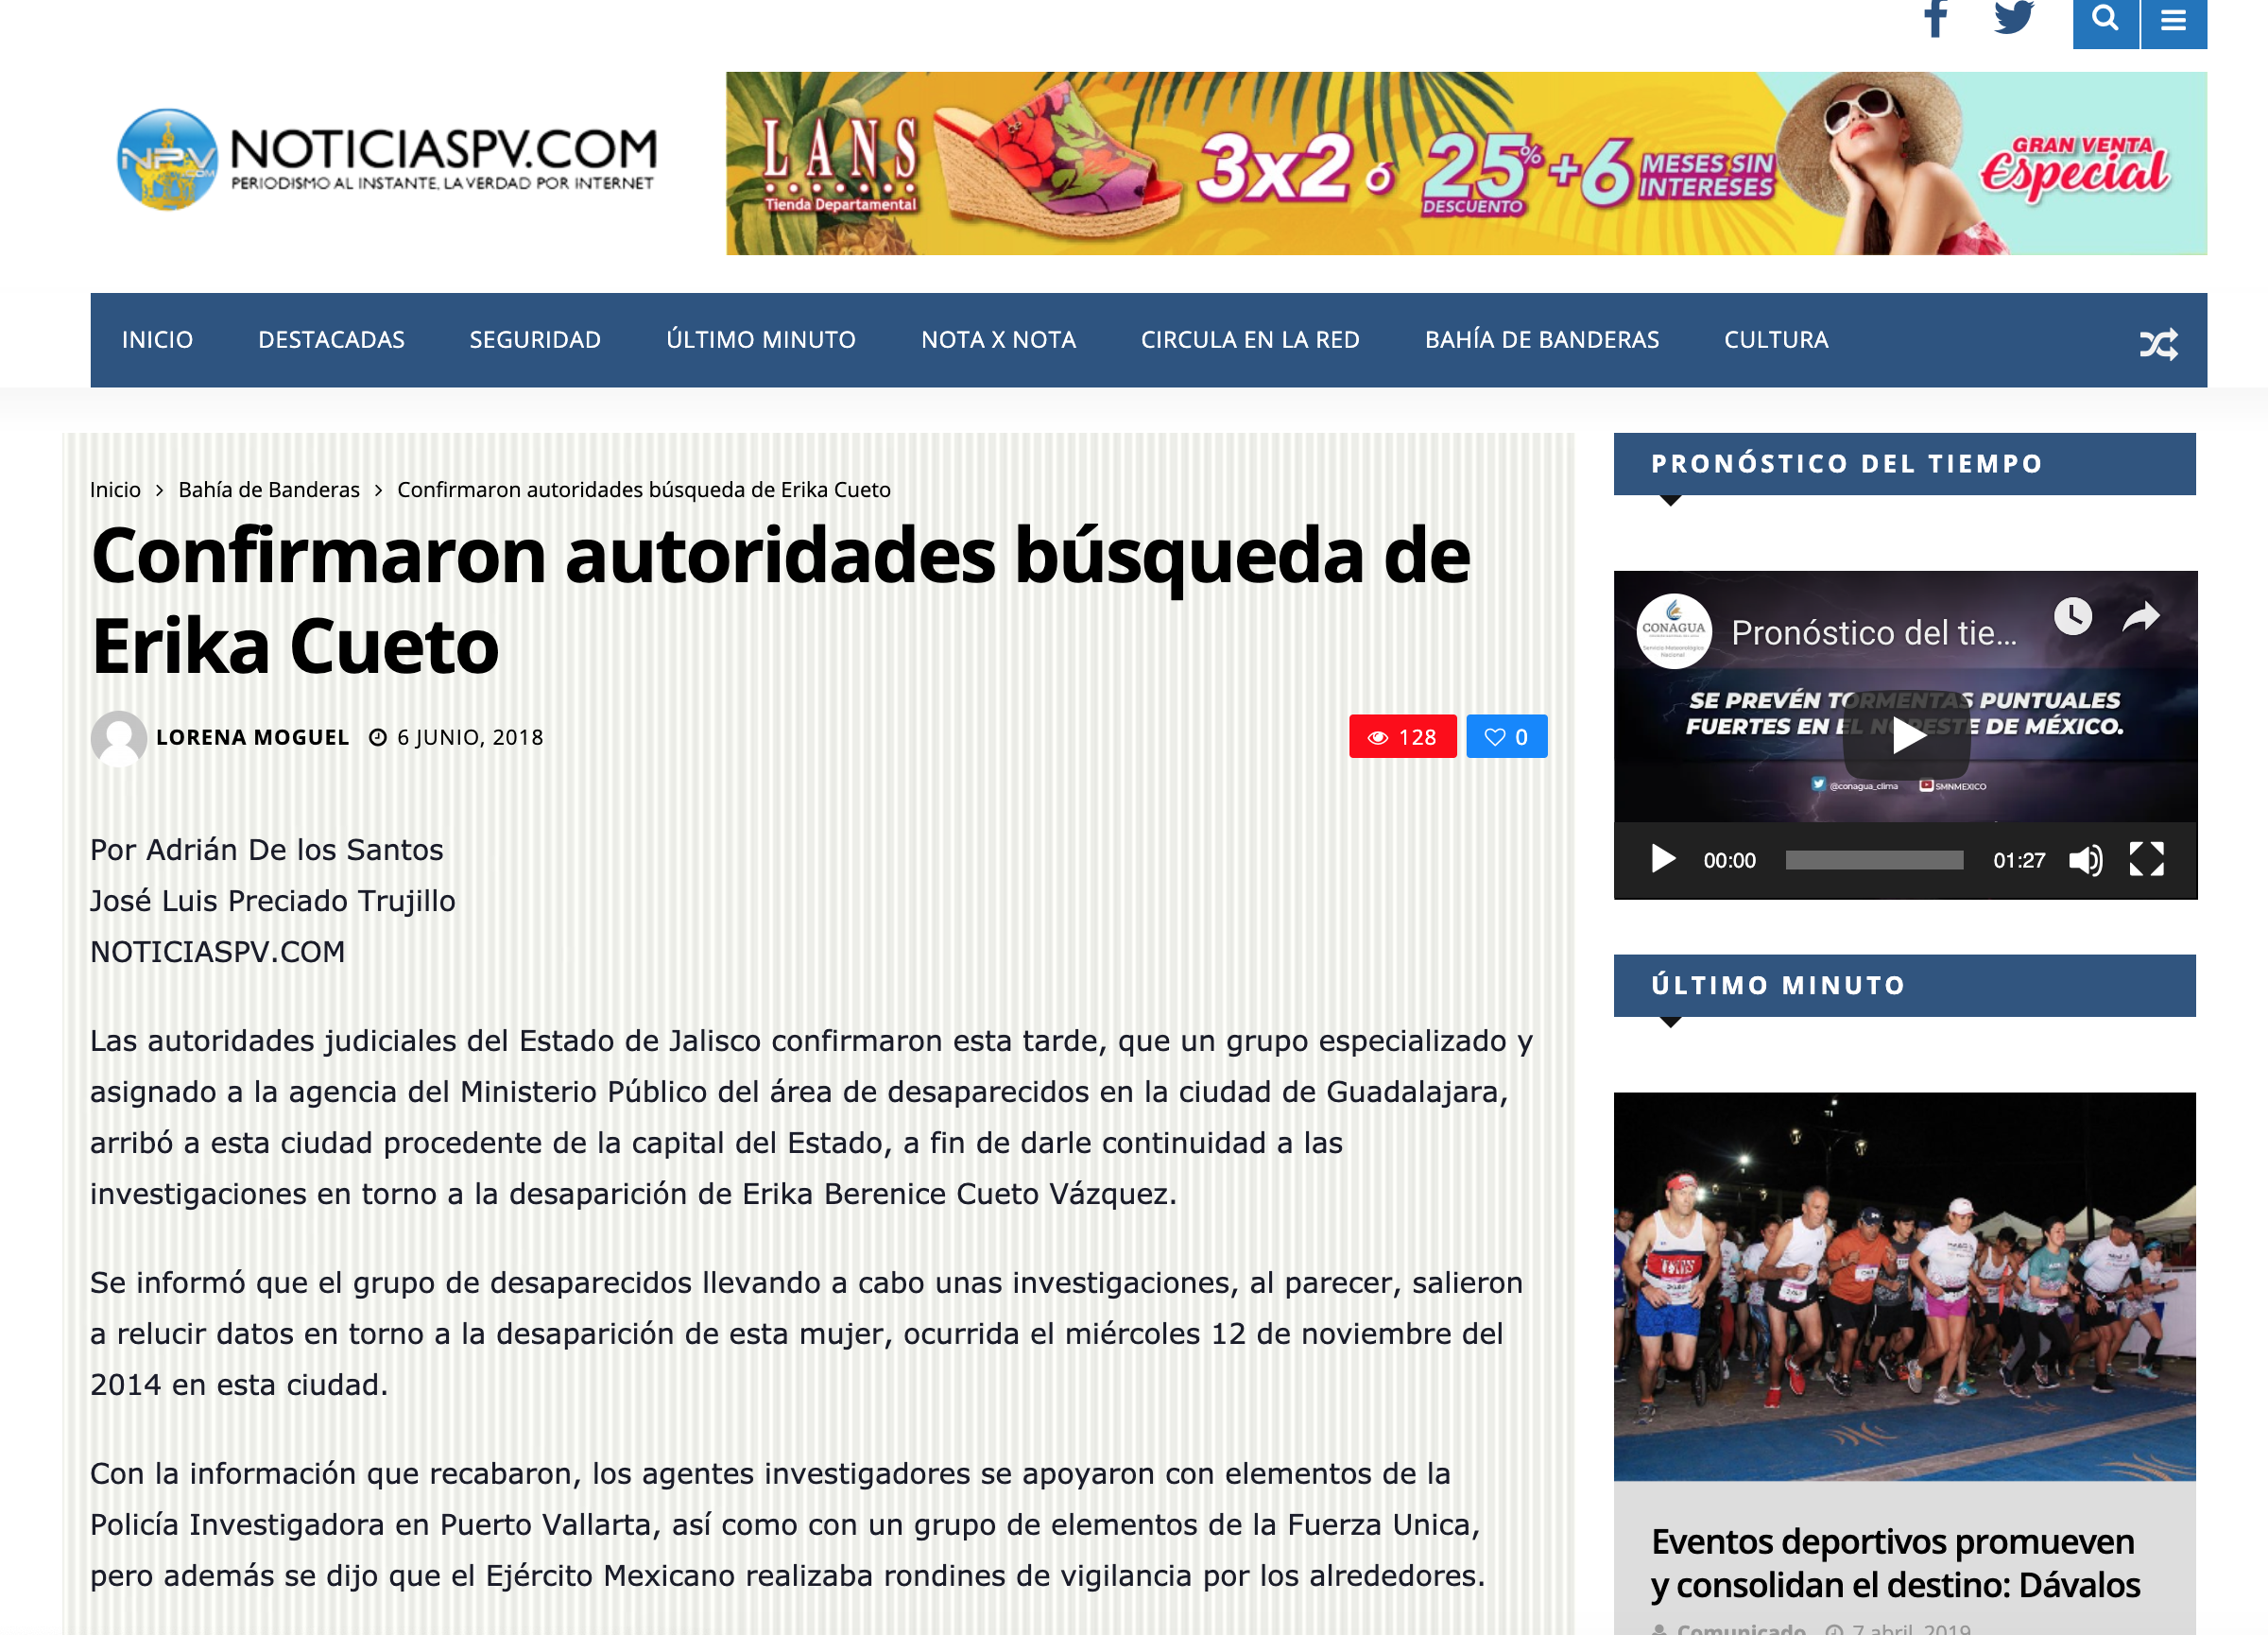 NPV
.COM
NOTICIASPV.COM
PERIODISMO AL INSTANTE, LA VERDAD POR INTERNET
LANS
Tienda Departamental
3x2 ó 25% DESCUENTO +6 MESES SIN INTERESES
GRAN VENTA
Especial
INICIO DESTACADAS SEGURIDAD ÚLTIMO MINUTO NOTA X NOTA CIRCULA EN LA RED BAHÍA DE BANDERAS CULTURA
Inicio > Bahía de Banderas > Confirmaron autoridades búsqueda de Erika Cueto
Confirmaron autoridades búsqueda de
Erika Cueto
LORENA MOGUEL 6 JUNIO, 2018
128 0
Por Adrián De los Santos
José Luis Preciado Trujillo
NOTICIASPV.COM
Las autoridades judiciales del Estado de Jalisco confirmaron esta tarde, que un grupo especializado y
asignado a la agencia del Ministerio Público del área de desaparecidos en la ciudad de Guadalajara,
arribó a esta ciudad procedente de la capital del Estado, a fin de darle continuidad a las
investigaciones en torno a la desaparición de Erika Berenice Cueto Vázquez.
Se informó que el grupo de desaparecidos llevando a cabo unas investigaciones, al parecer, salieron
a relucir datos en torno a la desaparición de esta mujer, ocurrida el miércoles 12 de noviembre del
2014 en esta ciudad.
Con la información que recabaron, los agentes investigadores se apoyaron con elementos de la
Policía Investigadora en Puerto Vallarta, así como con un grupo de elementos de la Fuerza Unica,
pero además se dijo que el Ejército Mexicano realizaba rondines de vigilancia por los alrededores.
PRONÓSTICO DEL TIEMPO
CONAGUA
Servicio Meteorológico
Nacional
Pronóstico del tie...
SE PREVÉN TORMENTAS PUNTUALES
FUERTES EN EL NORESTE DE MÉXICO.
@conagua_clima SMNMEXICO
00:00 01:27
ÚLTIMO MINUTO
Eventos deportivos promueven
y consolidan el destino: Dávalos
Comunicado 7 abril, 2019